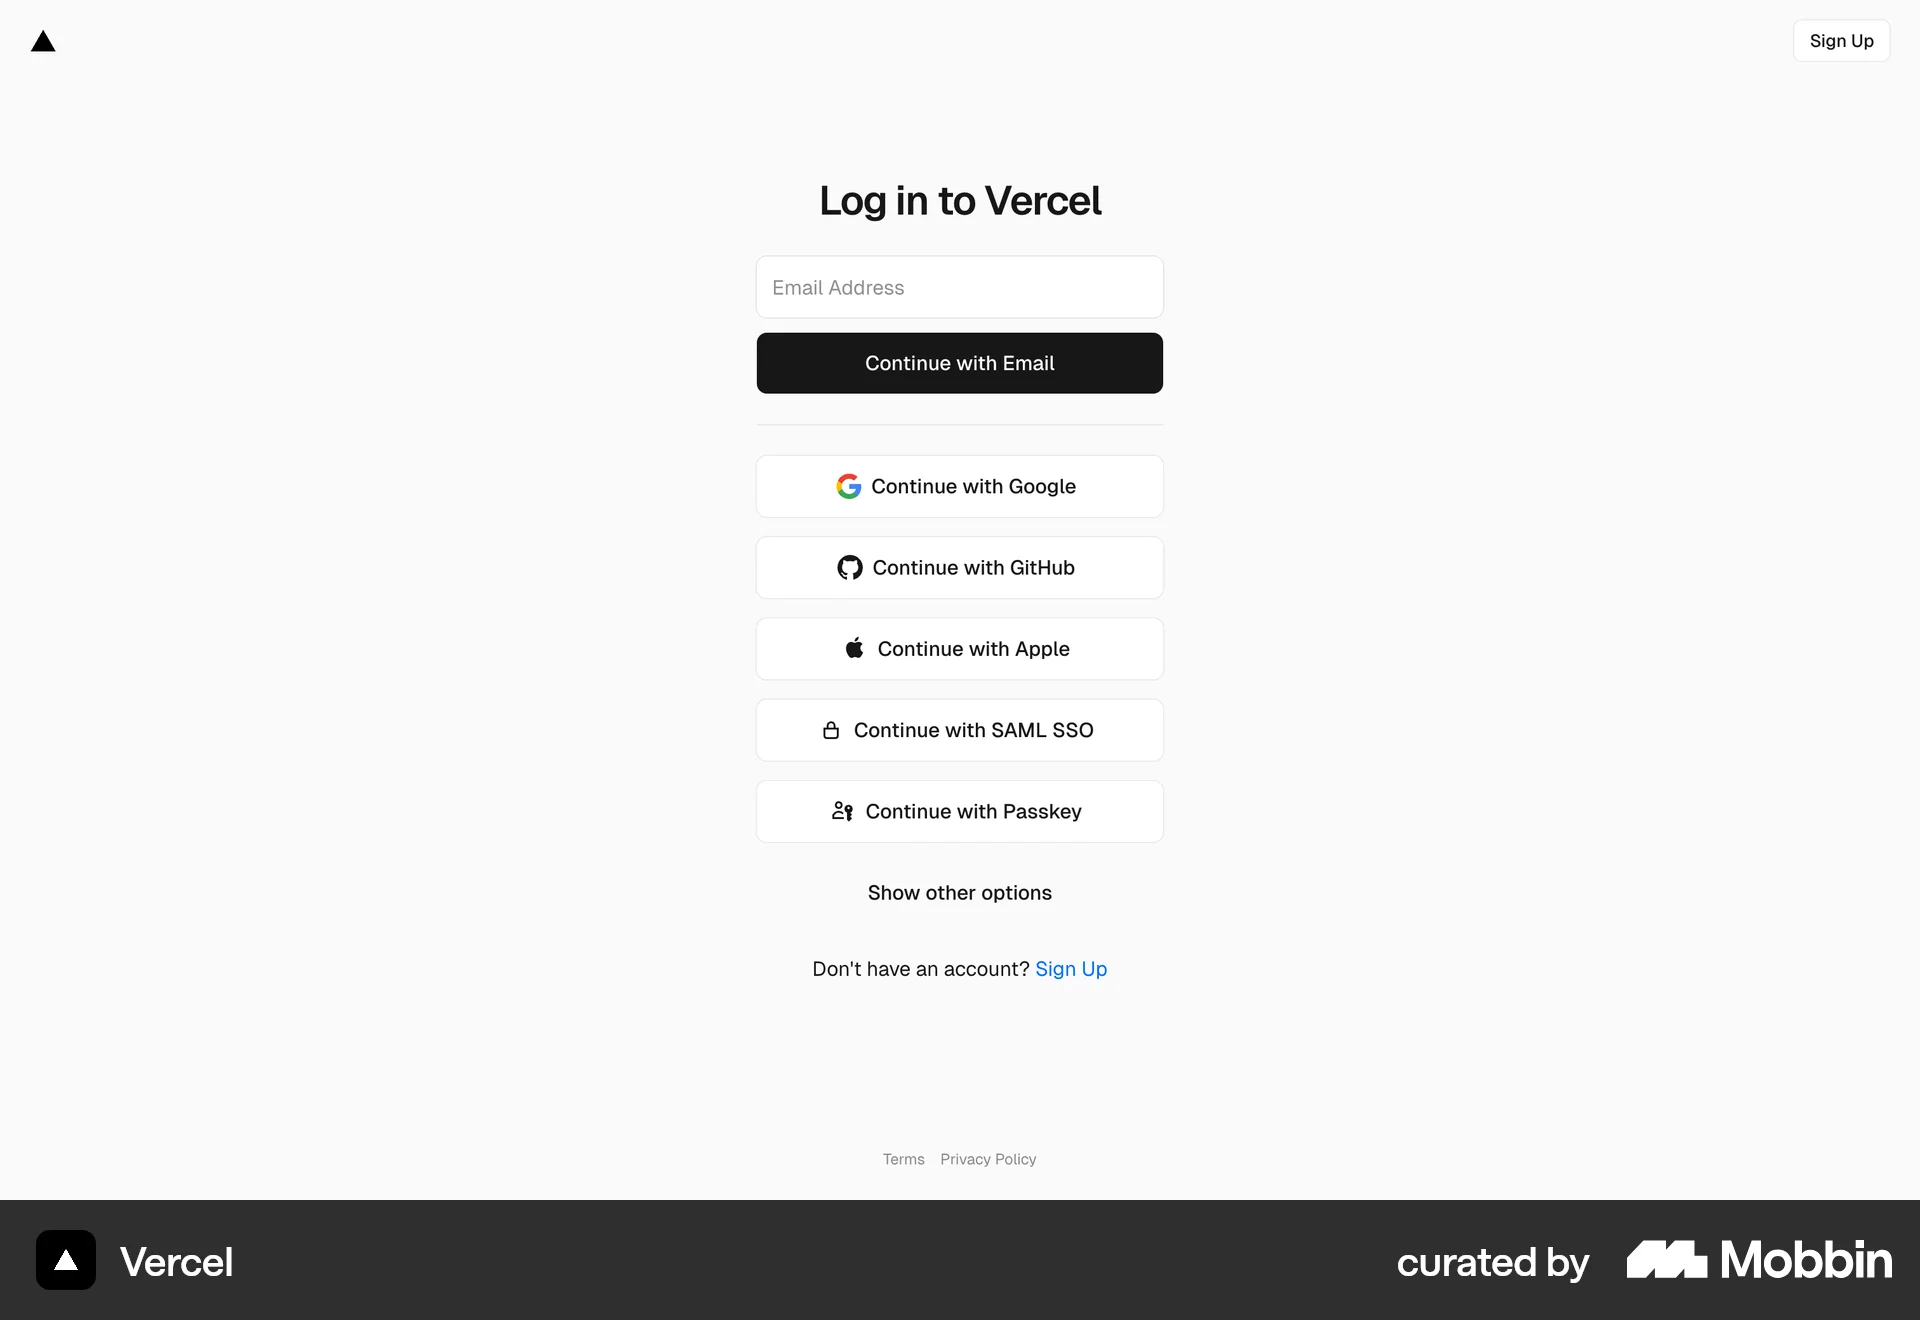 Sign Up
Log in to Vercel
Email Address
Continue with Email
Continue with Google
Continue with GitHub
Continue with Apple
Continue with SAML SSO
Continue with Passkey
Show other options
Don't have an account? Sign Up
Terms Privacy Policy
Vercel
curated by Mobbin